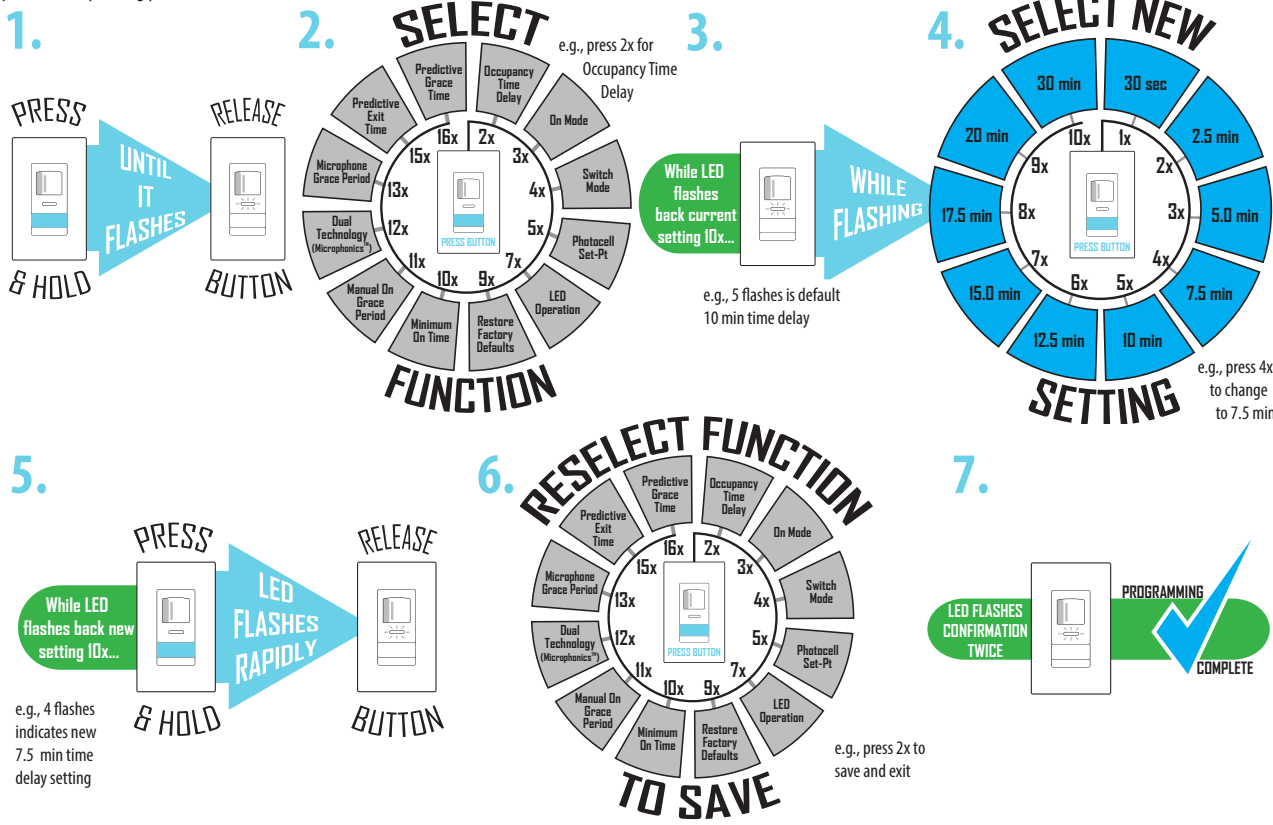 1.
PRESS
& HOLD
UNTIL
IT
FLASHES
RELEASE
BUTTON
2.
SELECT
FUNCTION
e.g., press 2x for
Occupancy Time
Delay
Occupancy
Time
Delay
2x
On Mode
3x
Switch
Mode
4x
Photocell
Set-Pt
5x
LED
Operation
7x
Restore
Factory
Defaults
9x
Minimum
On Time
10x
Manual On
Grace
Period
11x
Dual
Technology
(Microphonics™)
12x
Microphone
Grace Period
13x
Predictive
Exit
Time
15x
Predictive
Grace
Time
16x
PRESS BUTTON
3.
While LED
flashes
back current
setting 10x...
WHILE
FLASHING
e.g., 5 flashes is default
10 min time delay
4.
SELECT NEW
SETTING
30 sec
1x
2.5 min
2x
5.0 min
3x
7.5 min
4x
10 min
5x
12.5 min
6x
15.0 min
7x
17.5 min
8x
20 min
9x
30 min
10x
PRESS BUTTON
e.g., press 4x
to change
to 7.5 min
5.
While LED
flashes back new
setting 10x...
PRESS
& HOLD
LED
FLASHES
RAPIDLY
RELEASE
BUTTON
e.g., 4 flashes
indicates new
7.5 min time
delay setting
6.
RESELECT FUNCTION
TO SAVE
Occupancy
Time
Delay
2x
On Mode
3x
Switch
Mode
4x
Photocell
Set-Pt
5x
LED
Operation
7x
Restore
Factory
Defaults
9x
Minimum
On Time
10x
Manual On
Grace
Period
11x
Dual
Technology
(Microphonics™)
12x
Microphone
Grace Period
13x
Predictive
Exit
Time
15x
Predictive
Grace
Time
16x
PRESS BUTTON
e.g., press 2x to
save and exit
7.
LED FLASHES
CONFIRMATION
TWICE
PROGRAMMING
COMPLETE